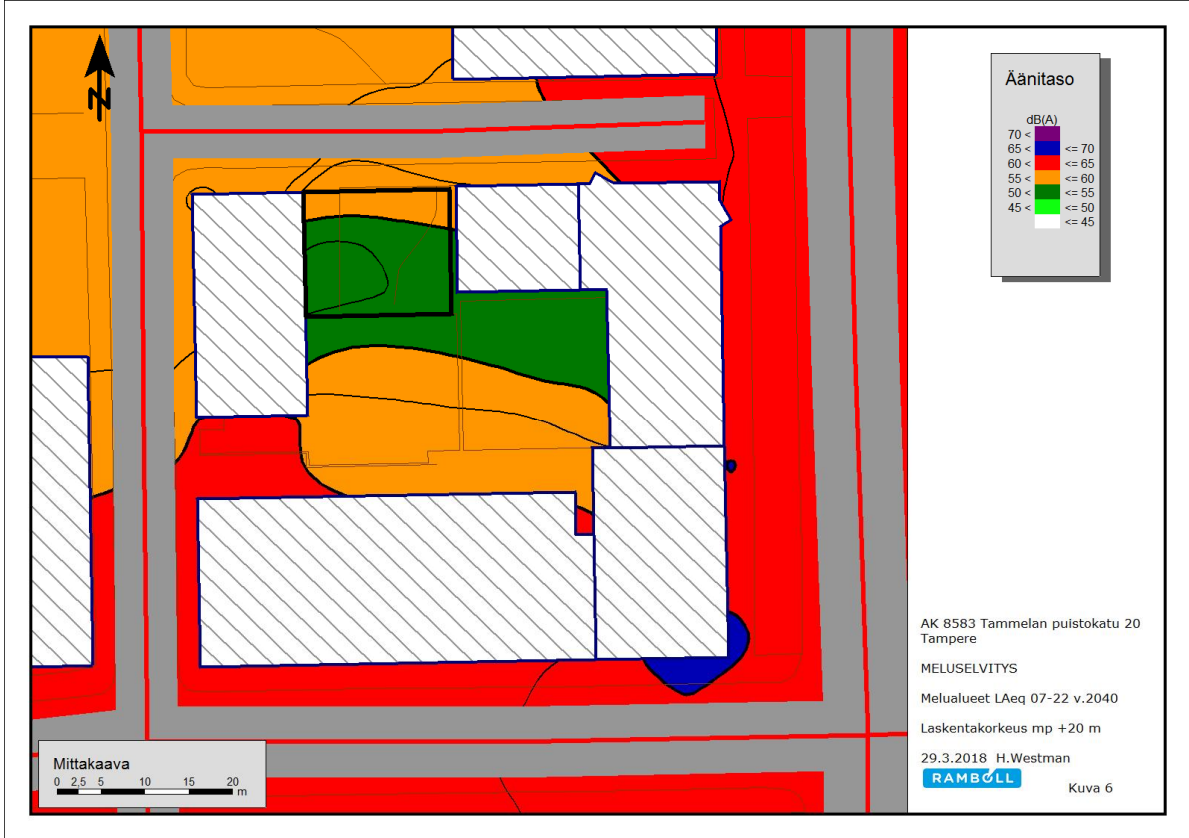 N
Äänitaso
dB(A)
70 <
65 < <= 70
60 < <= 65
55 < <= 60
50 < <= 55
45 < <= 50
<= 45
AK 8583 Tammelan puistokatu 20
Tampere
MELUSELVITYS
Melualueet LAeq 07-22 v.2040
Laskentakorkeus mp +20 m
29.3.2018 H.Westman
RAMBOLL
Kuva 6
Mittakaava
0 2,5 5 10 15 20
m